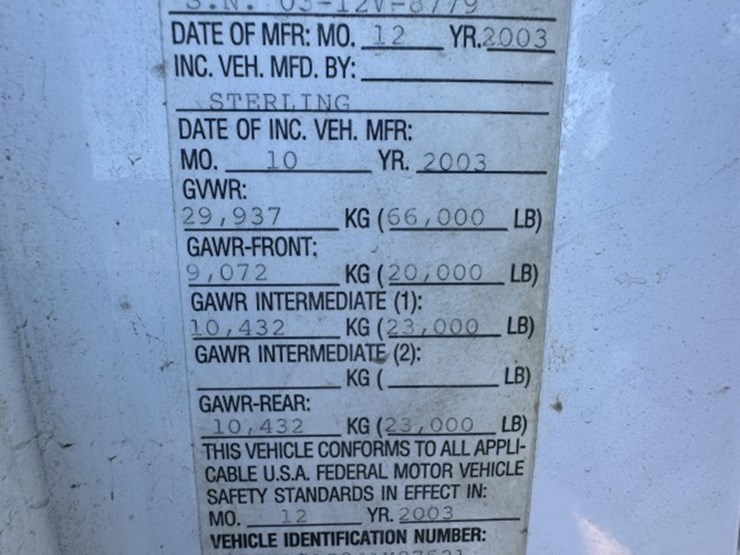 S.N. 03-12V-8779
DATE OF MFR: MO. 12 YR. 2003
INC. VEH. MFD. BY:
STERLING
DATE OF INC. VEH. MFR:
MO. 10 YR. 2003
GVWR:
29,937 KG (66,000 LB)
GAWR-FRONT:
9,072 KG (20,000 LB)
GAWR INTERMEDIATE (1):
10,432 KG (23,000 LB)
GAWR INTERMEDIATE (2):
KG ( LB)
GAWR-REAR:
10,432 KG (23,000 LB)
THIS VEHICLE CONFORMS TO ALL APPLI-
CABLE U.S.A. FEDERAL MOTOR VEHICLE
SAFETY STANDARDS IN EFFECT IN:
MO. 12 YR. 2003
VEHICLE IDENTIFICATION NUMBER: